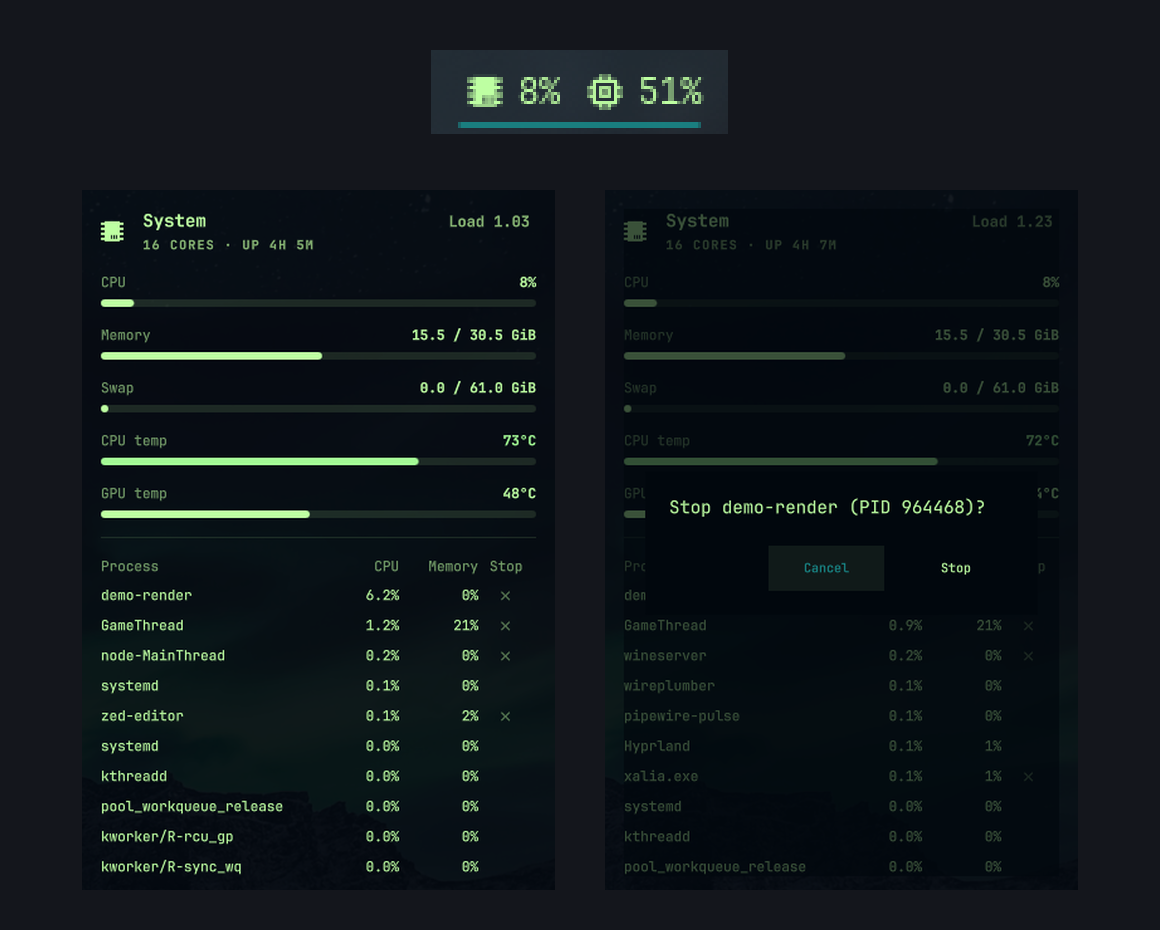 8% 51%
System
Load 1.03
16 CORES · UP 4H 5M
CPU 8%
Memory 15.5 / 30.5 GiB
Swap 0.0 / 61.0 GiB
CPU temp 73°C
GPU temp 48°C
Process CPU Memory Stop
demo-render 6.2% 0% ×
GameThread 1.2% 21% ×
node-MainThread 0.2% 0% ×
systemd 0.1% 0%
zed-editor 0.1% 2% ×
systemd 0.0% 0%
kthreadd 0.0% 0%
pool_workqueue_release 0.0% 0%
kworker/R-rcu_gp 0.0% 0%
kworker/R-sync_wq 0.0% 0%
System
Load 1.23
16 CORES · UP 4H 7M
CPU 8%
Memory 15.5 / 30.5 GiB
Swap 0.0 / 61.0 GiB
CPU temp 72°C
Stop demo-render (PID 964468)?
Cancel Stop
GameThread 0.9% 21% ×
wineserver 0.2% 0% ×
wireplumber 0.1% 0%
pipewire-pulse 0.1% 0%
Hyprland 0.1% 1%
xalia.exe 0.1% 1% ×
systemd 0.0% 0%
kthreadd 0.0% 0%
pool_workqueue_release 0.0% 0%